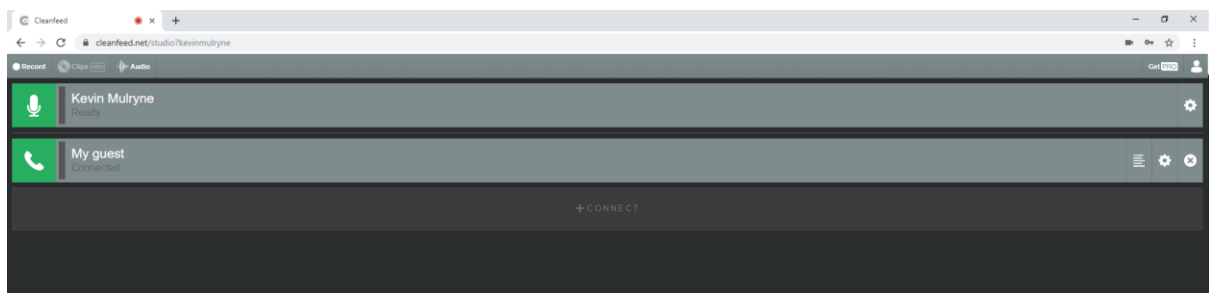 Cleanfeed
cleanfeed.net/studio?kevinmulryne
Record Clips PRO Audio Get PRO
Kevin Mulryne
Ready
My guest
Connected
+CONNECT